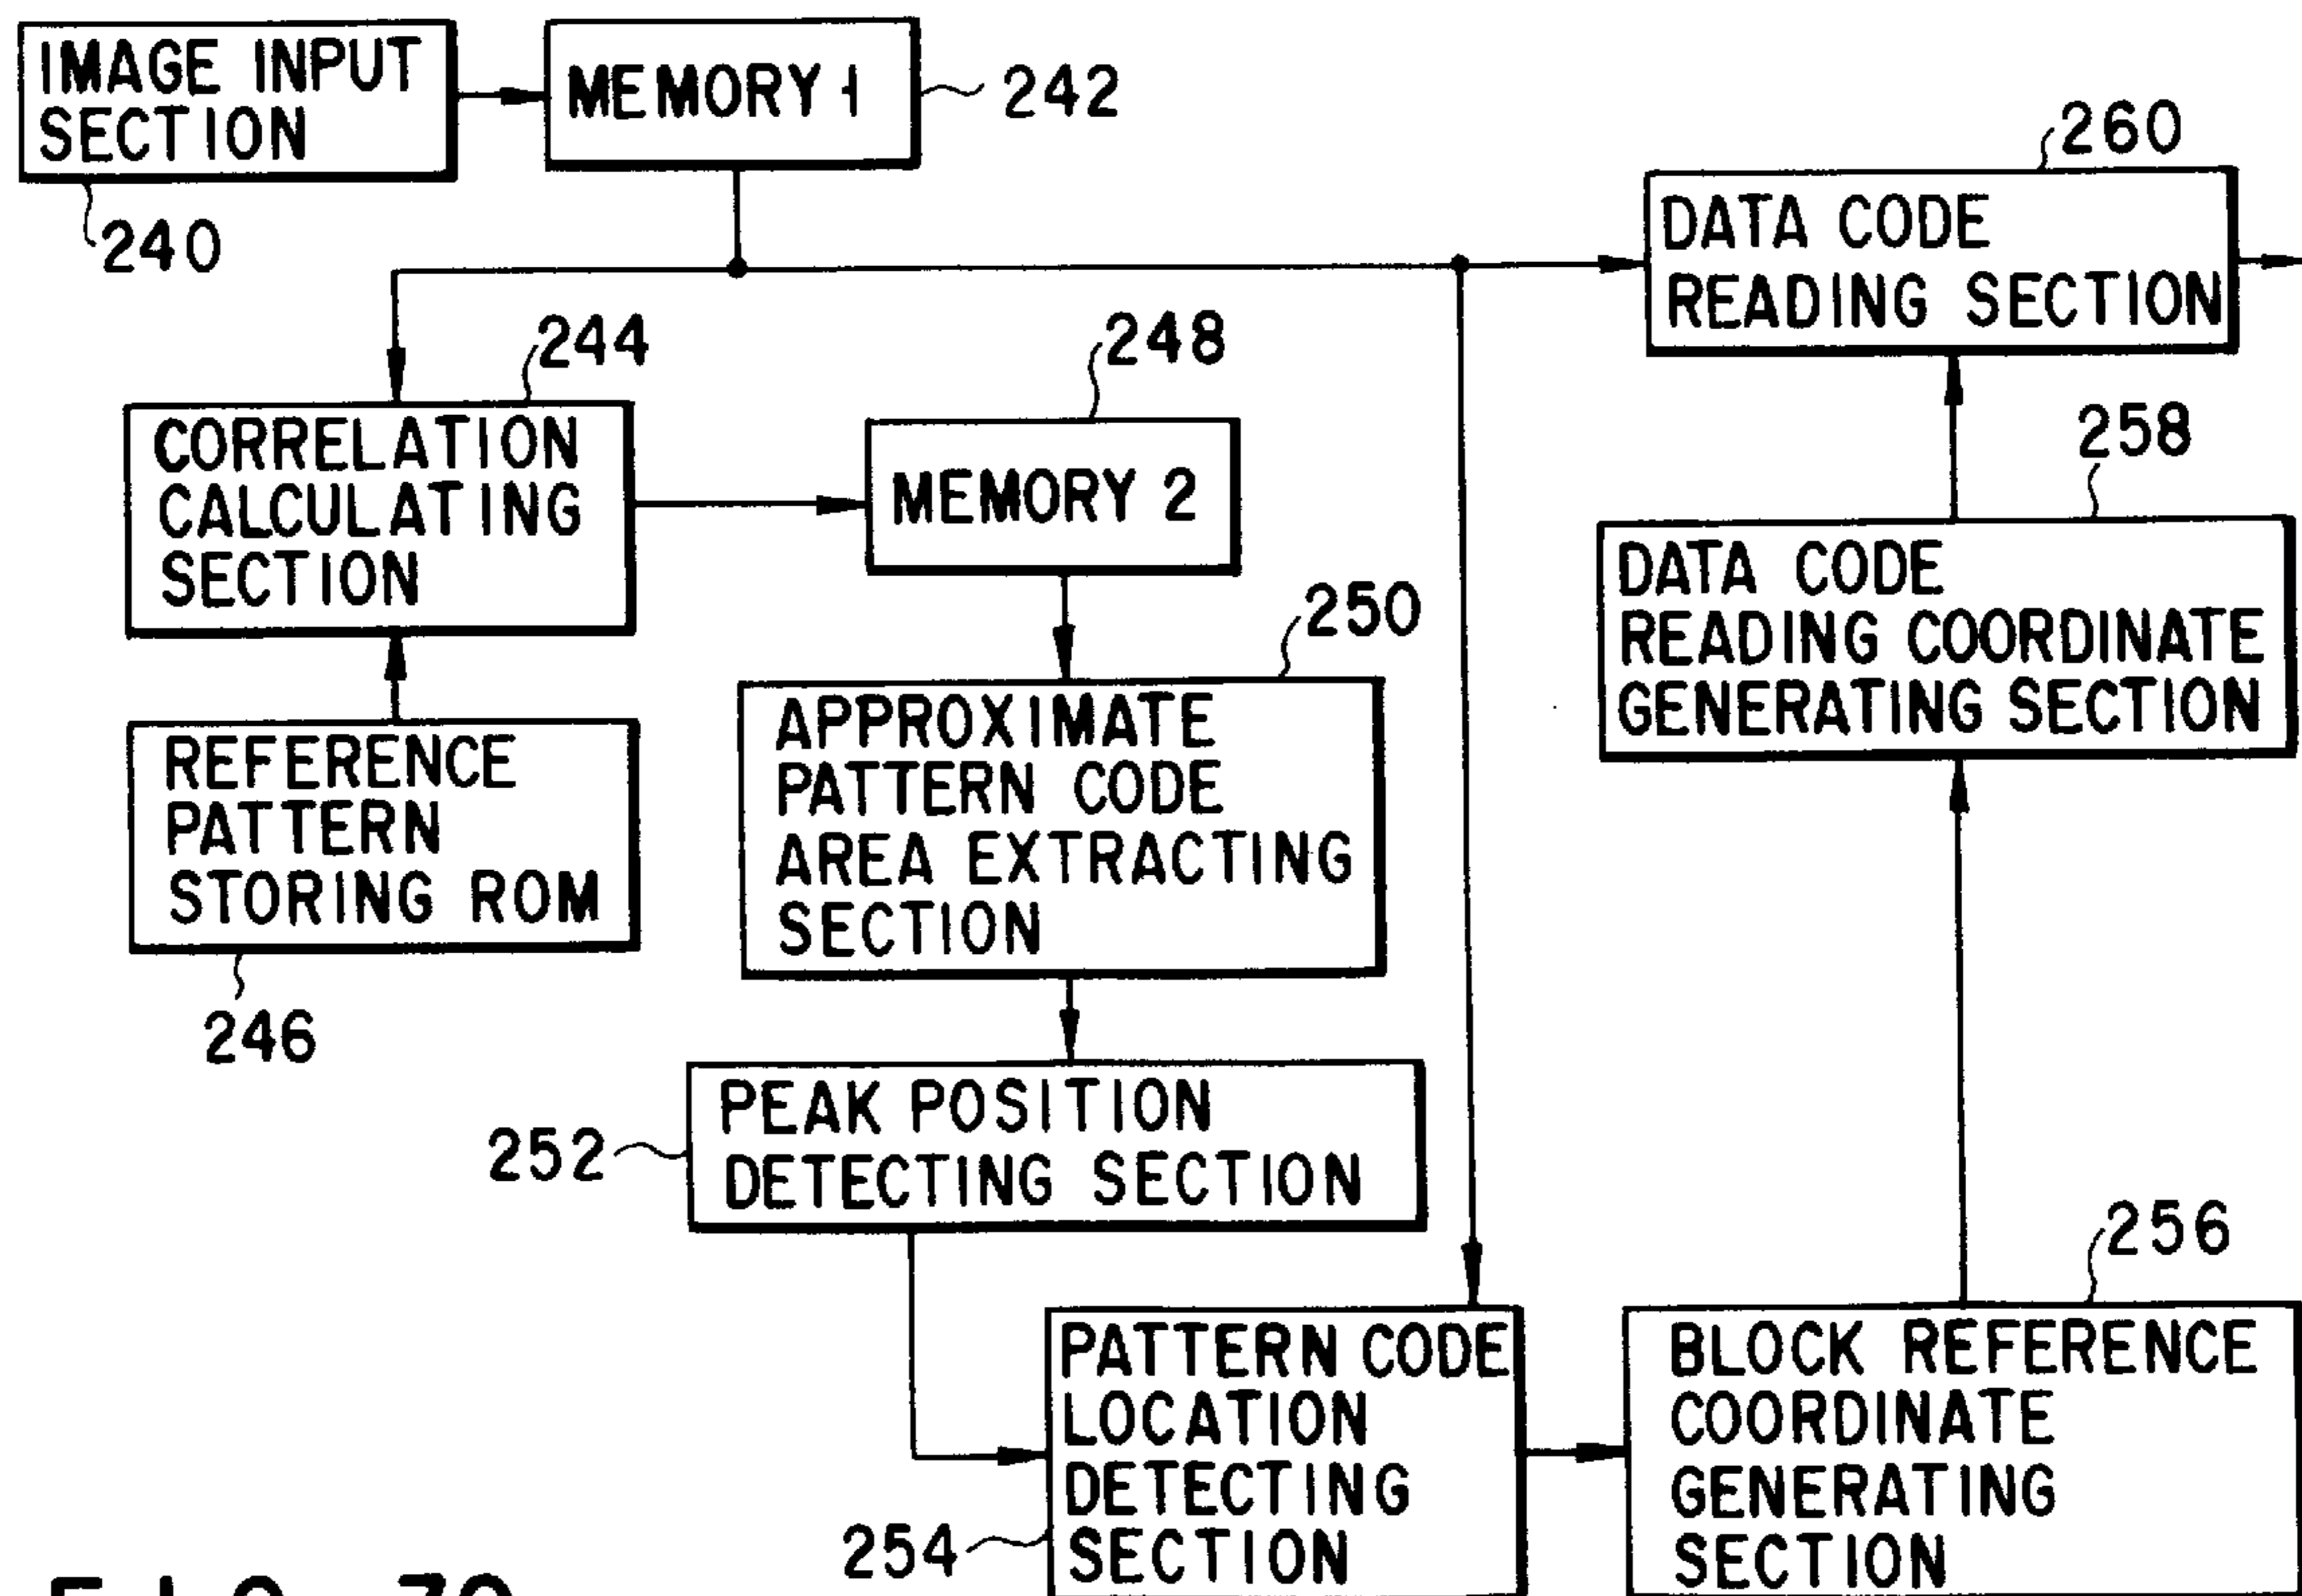 IMAGE INPUT
SECTION
240
MEMORY 1
242
260
DATA CODE
READING SECTION
244
CORRELATION
CALCULATING
SECTION
248
MEMORY 2
258
DATA CODE
READING COORDINATE
GENERATING SECTION
REFERENCE
PATTERN
STORING ROM
246
250
APPROXIMATE
PATTERN CODE
AREA EXTRACTING
SECTION
252
PEAK POSITION
DETECTING SECTION
254
PATTERN CODE
LOCATION
DETECTING
SECTION
256
BLOCK REFERENCE
COORDINATE
GENERATING
SECTION